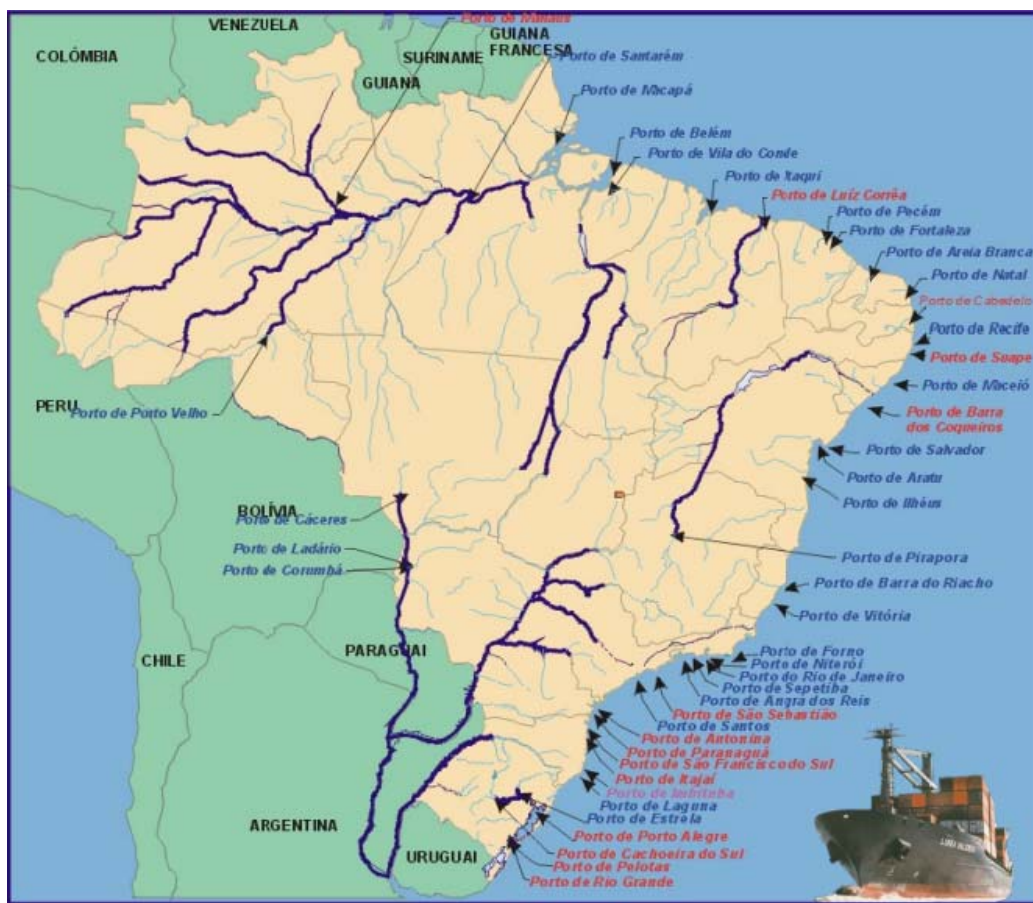 VENEZUELA
Porto de Manaus
GUIANA
FRANCESA
COLÓMBIA
SURINAME
Porto de Santarém
GUIANA
Porto de Macapá
Porto de Belém
Porto de Vila do Conde
Porto de Itaqui
Porto de Luíz Corrêa
Porto de Pecém
Porto de Fortaleza
Porto de Areia Branca
Porto de Natal
Porto de Cabedelo
Porto de Recife
Porto de Suape
Porto de Maceió
PERU
Porto de Porto Velho
Porto de Barra
dos Coqueiros
Porto de Salvador
Porto de Aratu
Porto de Ilhéus
BOLÍVIA
Porto de Cáceres
Porto de Ladário
Porto de Corumbá
Porto de Pirapora
Porto de Barra do Riacho
Porto de Vitória
PARAGUAI
CHILE
Porto de Forno
Porto de Niterói
Porto do Rio de Janeiro
Porto de Sepetiba
Porto de Angra dos Reis
Porto de São Sebastião
Porto de Santos
Porto de Antonina
Porto de Paranaguá
Porto de São Francisco do Sul
Porto de Itajaí
Porto de Imbituba
Porto de Laguna
Porto de Estrela
ARGENTINA
Porto de Porto Alegre
URUGUAI
Porto de Cachoeira do Sul
Porto de Pelotas
Porto de Rio Grande